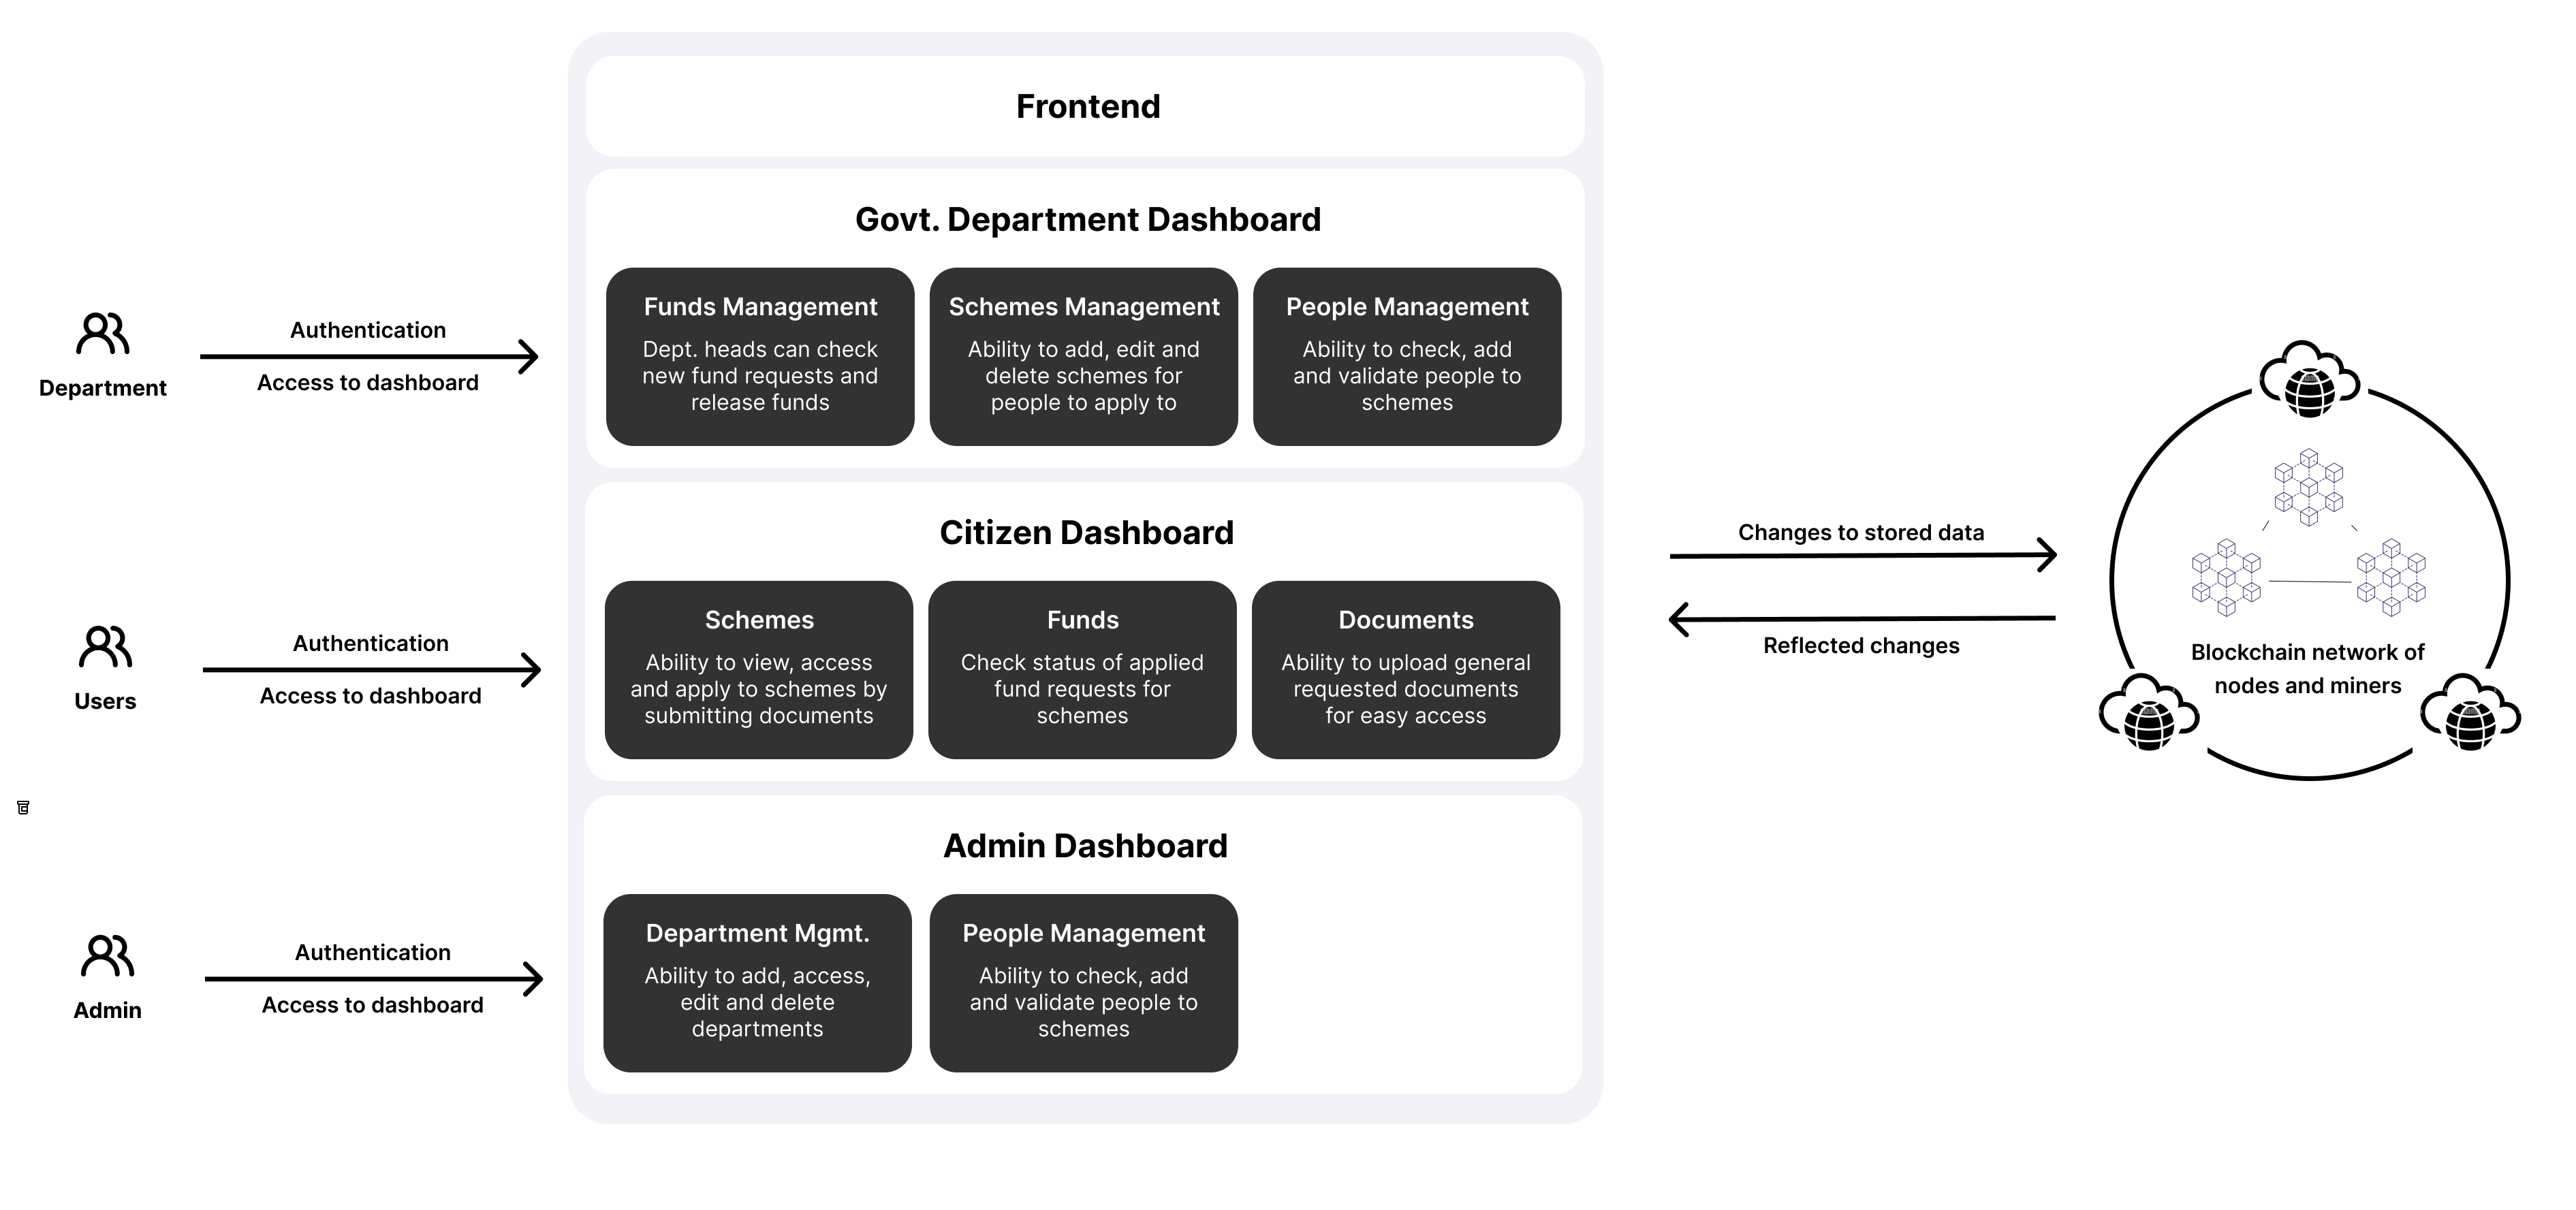 Frontend
Govt. Department Dashboard
Funds Management
Dept. heads can check
new fund requests and
release funds
Schemes Management
Ability to add, edit and
delete schemes for
people to apply to
People Management
Ability to check, add
and validate people to
schemes
Authentication
Access to dashboard
Department
Citizen Dashboard
Schemes
Ability to view, access
and apply to schemes by
submitting documents
Funds
Check status of applied
fund requests for
schemes
Documents
Ability to upload general
requested documents
for easy access
Authentication
Access to dashboard
Users
Admin Dashboard
Department Mgmt.
Ability to add, access,
edit and delete
departments
People Management
Ability to check, add
and validate people to
schemes
Authentication
Access to dashboard
Admin
Changes to stored data
Reflected changes
Blockchain network of
nodes and miners